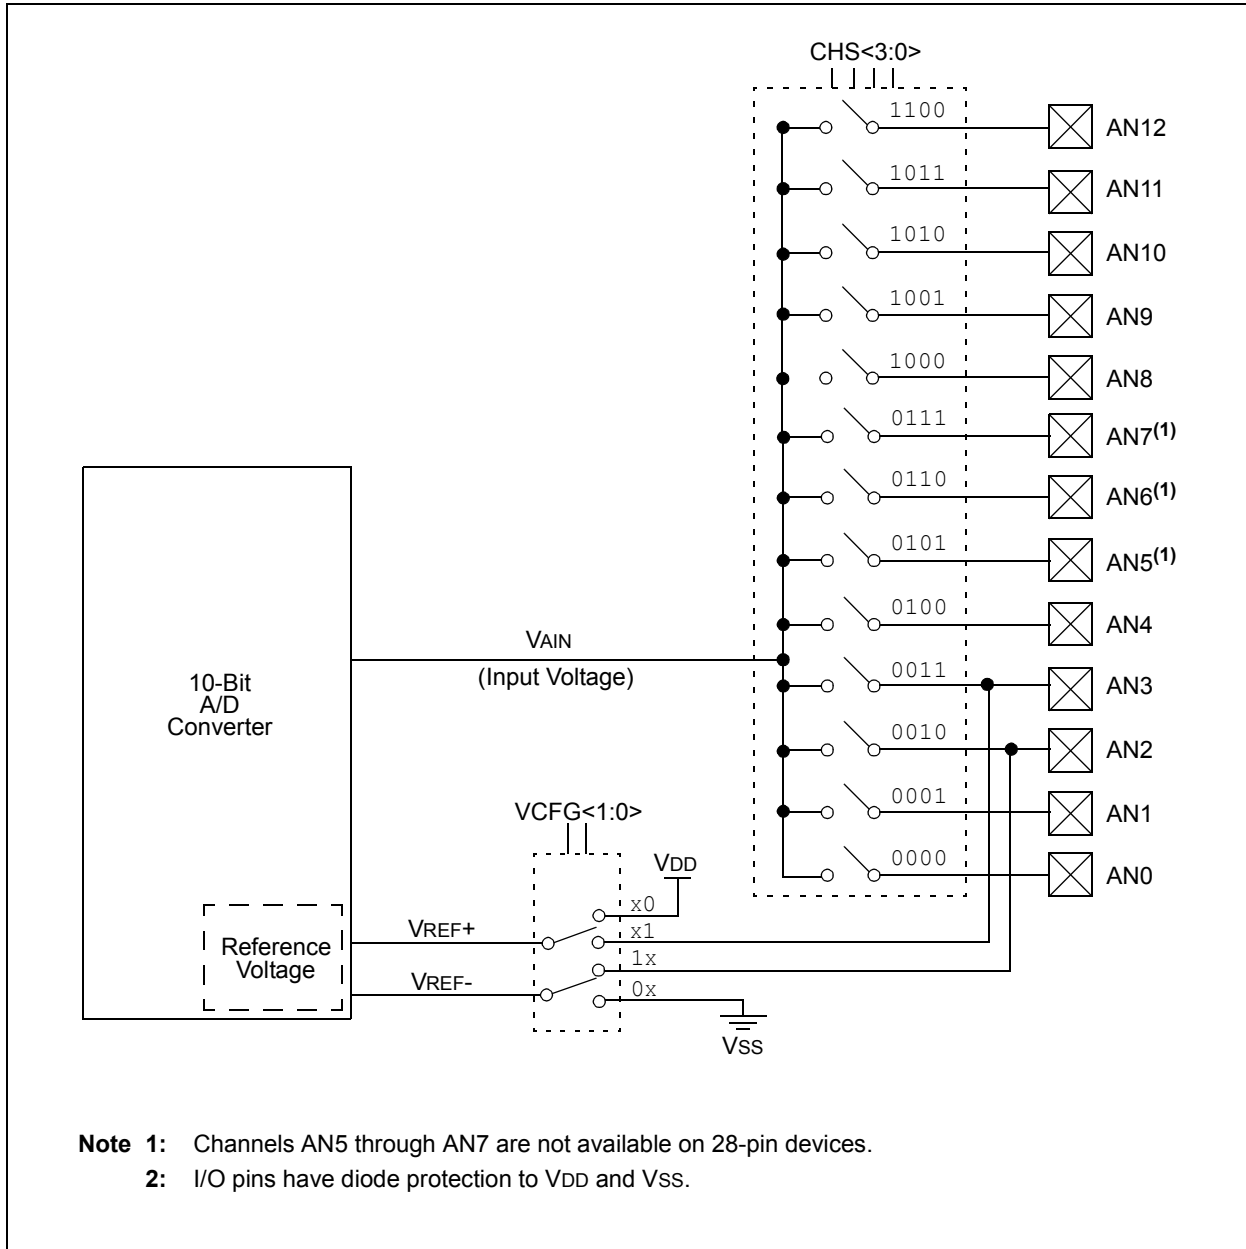 CHS<3:0>
1100
AN12
1011
AN11
1010
AN10
1001
AN9
1000
AN8
0111
AN7(1)
0110
AN6(1)
0101
AN5(1)
0100
AN4
VAIN
(Input Voltage)
0011
AN3
10-Bit
A/D
Converter
0010
AN2
0001
AN1
VCFG<1:0>
0000
AN0
VDD
x0
VREF+
x1
Reference
Voltage
1x
VREF-
0x
VSS
Note 1: Channels AN5 through AN7 are not available on 28-pin devices.
2: I/O pins have diode protection to VDD and VSS.